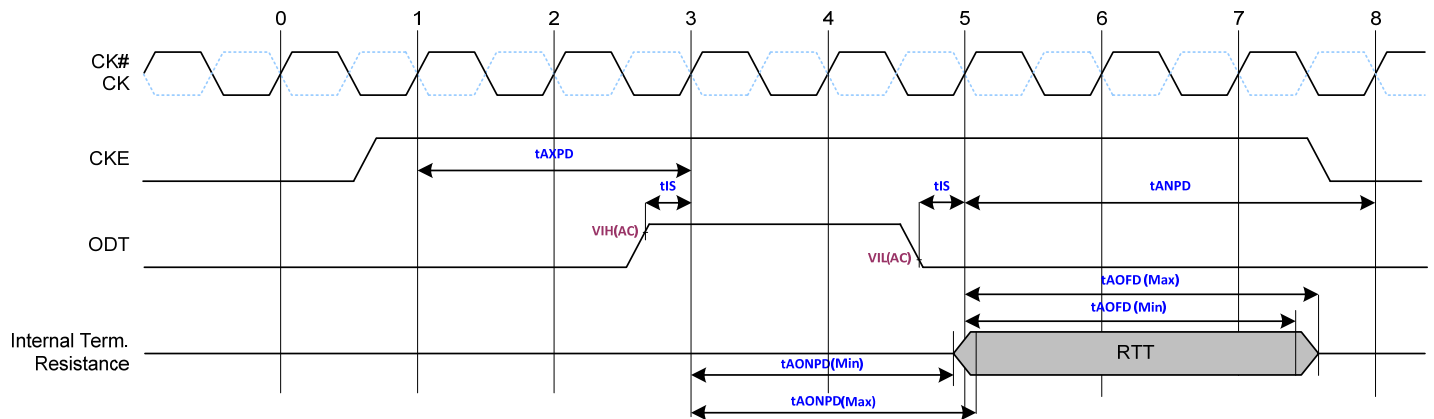 0 1 2 3 4 5 6 7 8
CK#
CK
CKE
tAXPD
tIS
tIS
tANPD
VIH(AC)
ODT
VIL(AC)
tAOFD (Max)
tAOFD (Min)
Internal Term.
Resistance
RTT
tAONPD(Min)
tAONPD(Max)